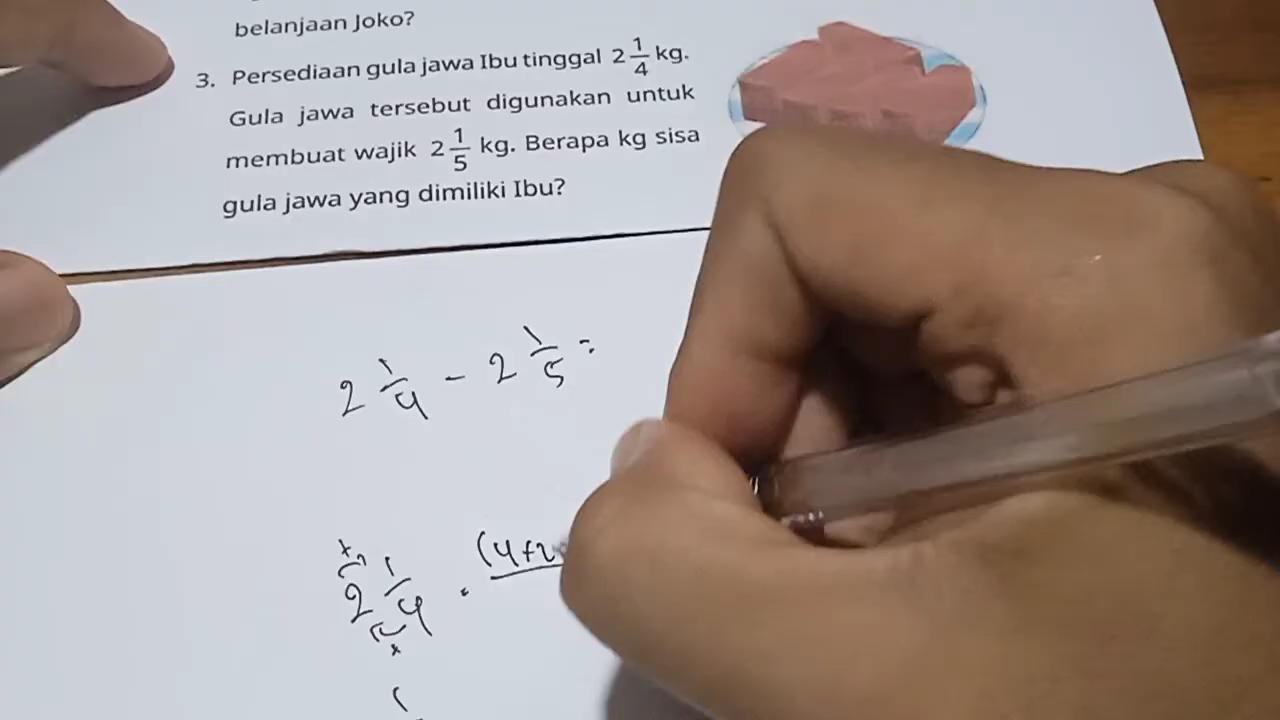 belanjaan Joko?
3. Persediaan gula jawa Ibu tinggal 2 1/4 kg.
Gula jawa tersebut digunakan untuk
membuat wajik 2 1/5 kg. Berapa kg sisa
gula jawa yang dimiliki Ibu?
2 1/4 - 2 1/5 =
+ 2 1/4 × = (4×2